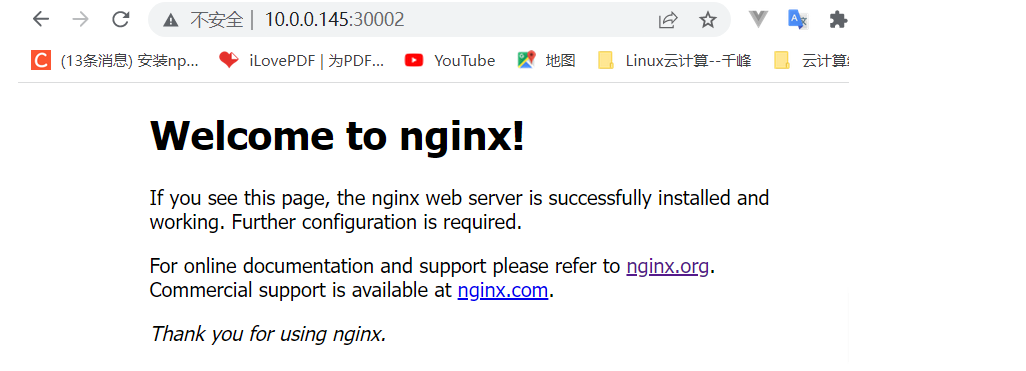 不安全 | 10.0.0.145:30002
(13条消息) 安装np... iLovePDF | 为PDF... YouTube 地图 Linux云计算--千峰 云计算
Welcome to nginx!
If you see this page, the nginx web server is successfully installed and
working. Further configuration is required.
For online documentation and support please refer to nginx.org.
Commercial support is available at nginx.com.
Thank you for using nginx.